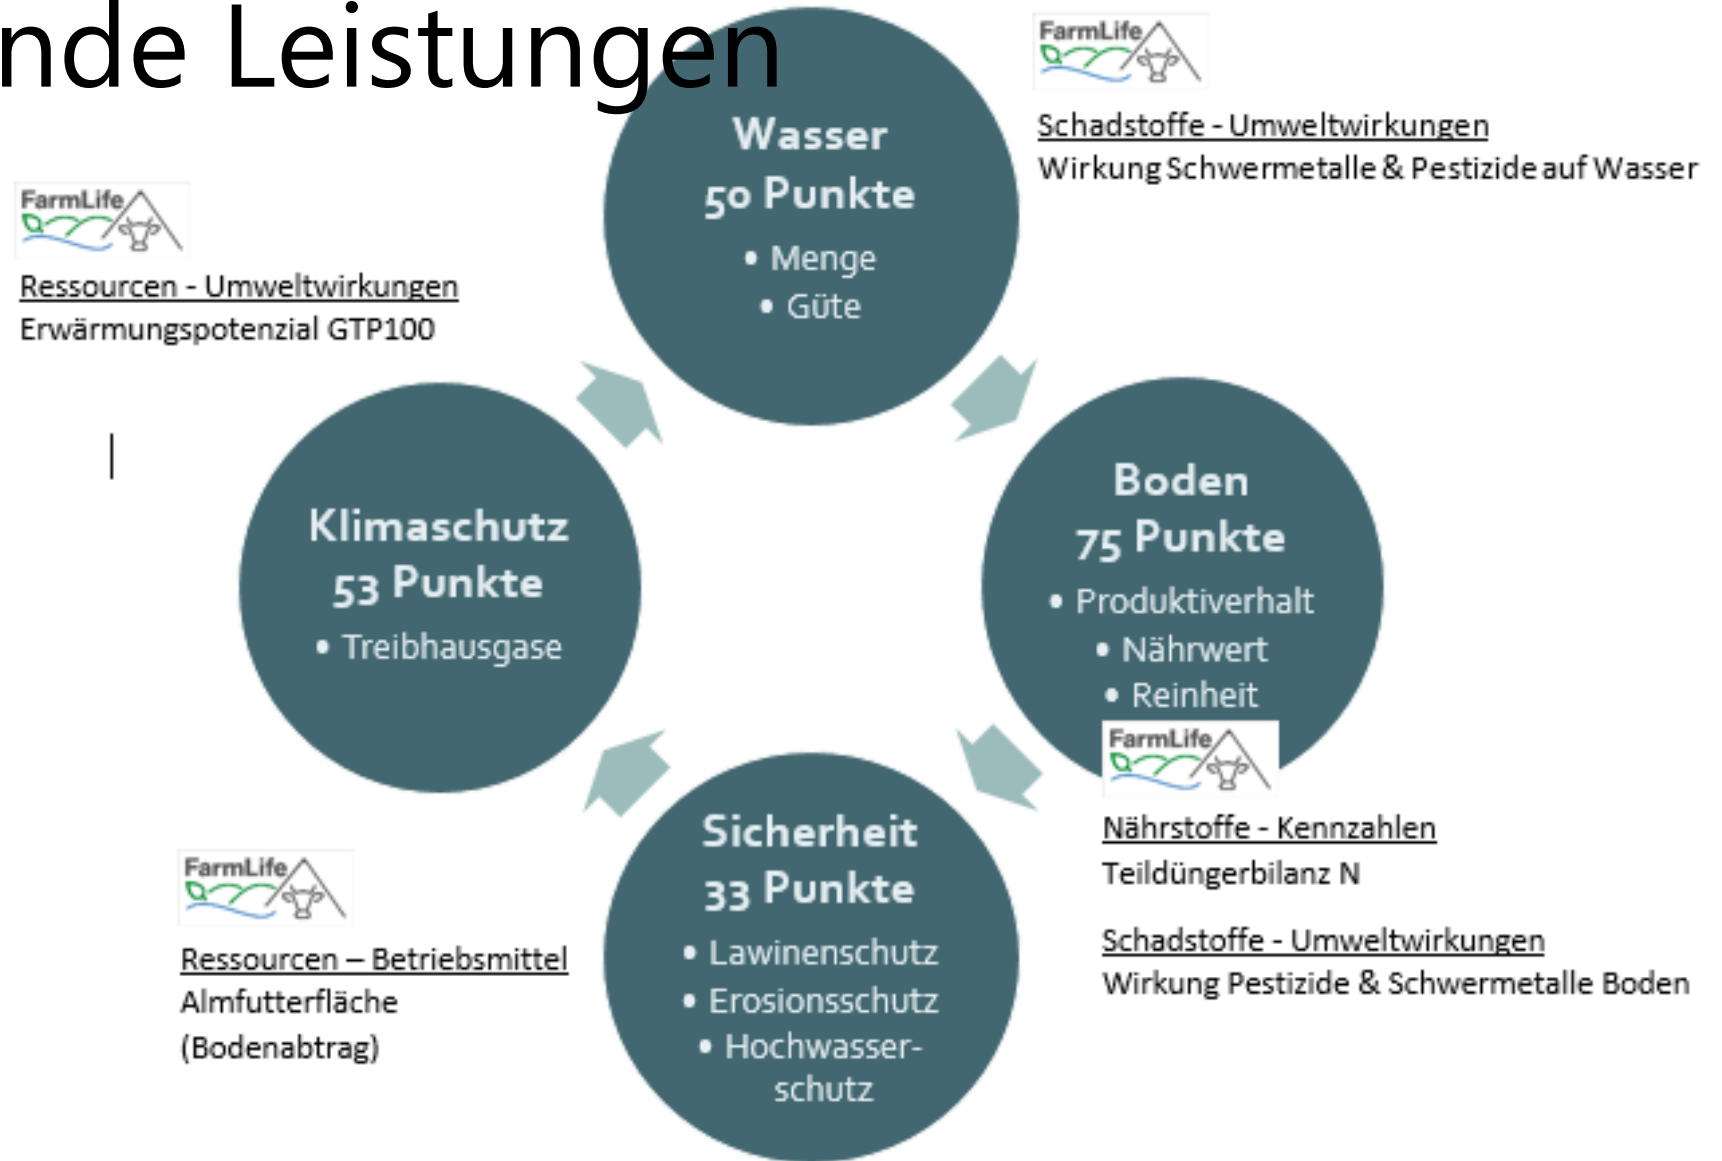 nde Leistungen
FarmLife
Schadstoffe - Umweltwirkungen
Wirkung Schwermetalle & Pestizide auf Wasser
Wasser
50 Punkte
• Menge
• Güte
FarmLife
Ressourcen - Umweltwirkungen
Erwärmungspotenzial GTP100
Klimaschutz
53 Punkte
• Treibhausgase
Boden
75 Punkte
• Produktiverhalt
• Nährwert
• Reinheit
FarmLife
Nährstoffe - Kennzahlen
Teildüngerbilanz N
Schadstoffe - Umweltwirkungen
Wirkung Pestizide & Schwermetalle Boden
Sicherheit
33 Punkte
• Lawinenschutz
• Erosionsschutz
• Hochwasser-
schutz
FarmLife
Ressourcen – Betriebsmittel
Almfutterfläche
(Bodenabtrag)